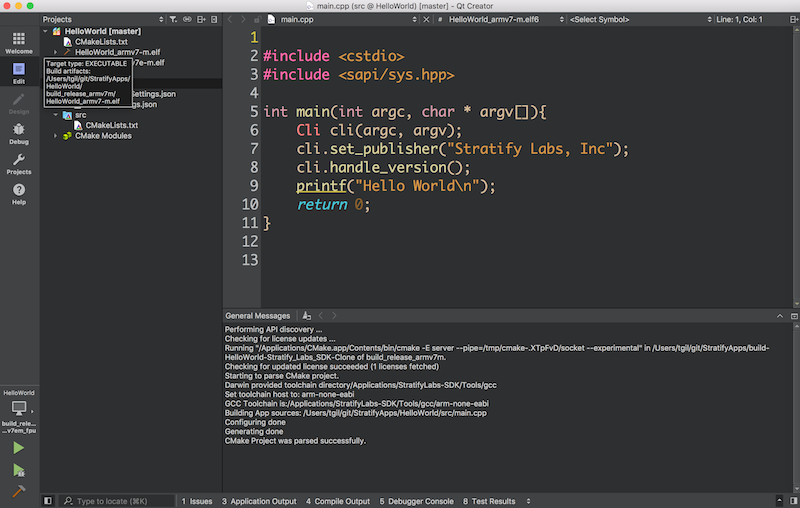 main.cpp (src @ HelloWorld) [master] - Qt Creator
Projects
main.cpp
# HelloWorld_armv7-m.elf6
<Select Symbol>
Line: 1, Col: 1
Welcome
Edit
Design
Debug
Projects
Help
HelloWorld [master]
CMakeLists.txt
HelloWorld_armv7-m.elf
Target type: EXECUTABLE
Build artifacts:
/Users/tgil/git/StratifyApps/
HelloWorld/
build_release_armv7m/
HelloWorld_armv7-m.elf
7e-m.elf
ettings.json
ngs.json
src
CMakeLists.txt
CMake Modules
1
2 #include <cstdio>
3 #include <sapi/sys.hpp>
4
5 int main(int argc, char * argv[]){
6 Cli cli(argc, argv);
7 cli.set_publisher("Stratify Labs, Inc");
8 cli.handle_version();
9 printf("Hello World\n");
10 return 0;
11 }
12
13
General Messages
Performing API discovery ...
Checking for license updates ...
Running "/Applications/CMake.app/Contents/bin/cmake -E server --pipe=/tmp/cmake-.XTpFvD/socket --experimental" in /Users/tgil/git/StratifyApps/build-
HelloWorld-Stratify_Labs_SDK-Clone of build_release_armv7m.
Checking for updated license succeeded (1 licenses fetched)
Starting to parse CMake project.
Darwin provided toolchain directory/Applications/StratifyLabs-SDK/Tools/gcc
Set toolchain host to: arm-none-eabi
GCC Toolchain is:/Applications/StratifyLabs-SDK/Tools/gcc/arm-none-eabi
Building App sources: /Users/tgil/git/StratifyApps/HelloWorld/src/main.cpp
Configuring done
Generating done
CMake Project was parsed successfully.
HelloWorld
build_rele...
v7em_fpu
Type to locate (⌘K)
1 Issues
3 Application Output
4 Compile Output
5 Debugger Console
8 Test Results